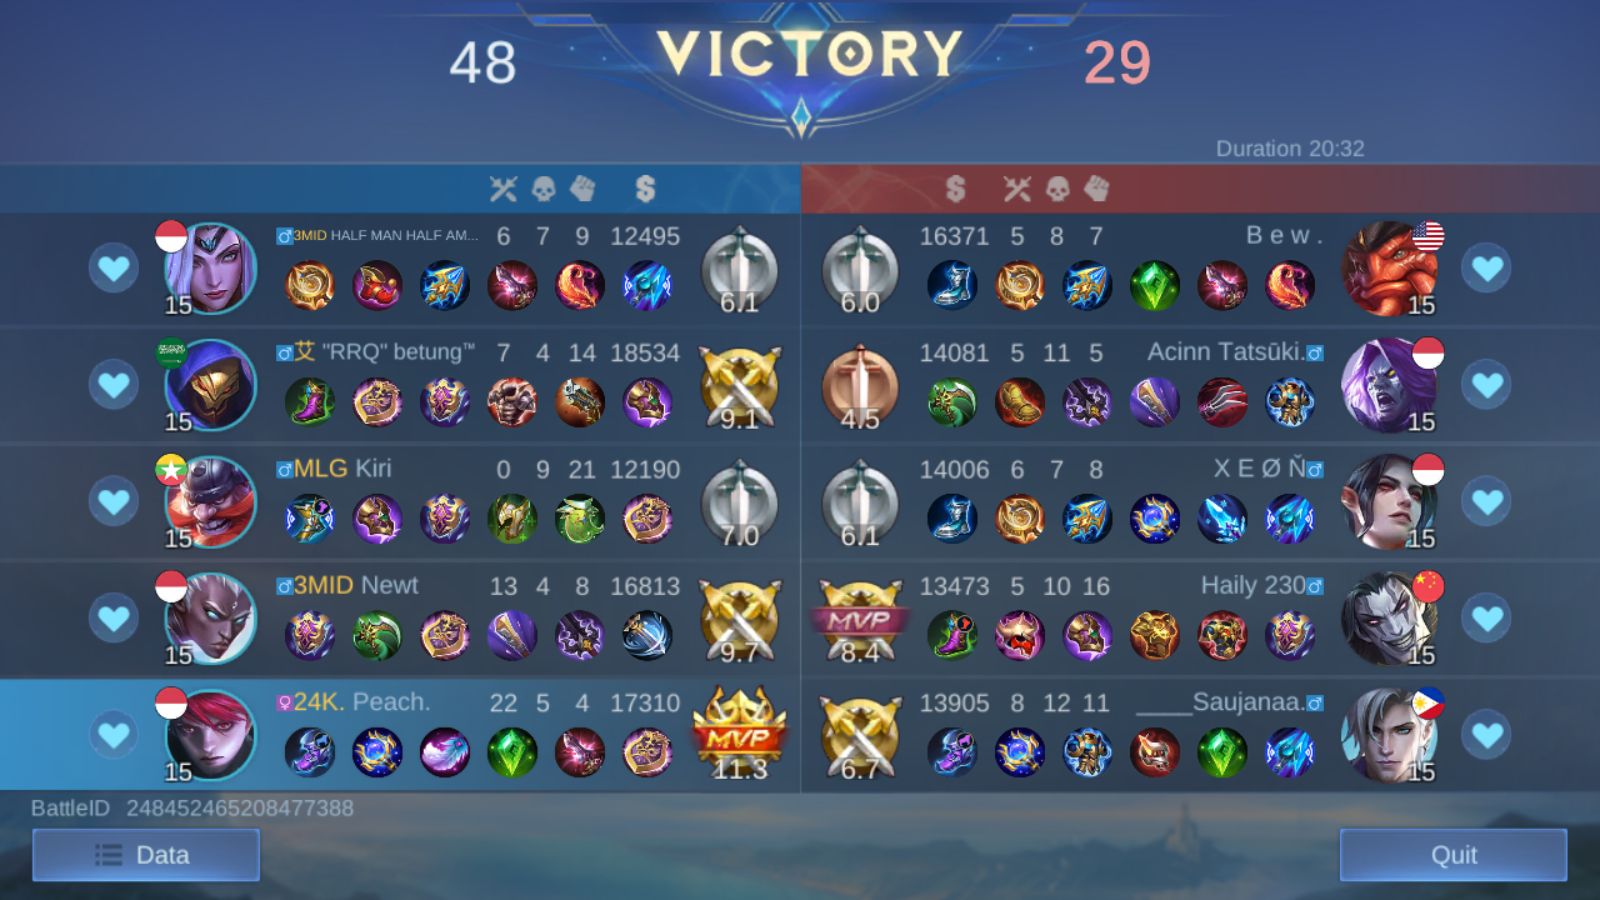 48 VICTORY 29
Duration 20:32
3MID HALF MAN HALF AM... 6 7 9 12495
15 6.1
16371 5 8 7 B e w .
6.0 15
艾 "RRQ" betung™ 7 4 14 18534
15 9.1
14081 5 11 5 Acinn Tatsūki.
4.5 15
MLG Kiri 0 9 21 12190
15 7.0
14006 6 7 8 X E Ø Ň
6.1 15
3MID Newt 13 4 8 16813
15 9.7
13473 5 10 16 Haily 230
MVP 8.4 15
24K. Peach. 22 5 4 17310
15 MVP 11.3
13905 8 12 11 ____Saujanaa.
6.7 15
BattleID 248452465208477388
Data
Quit